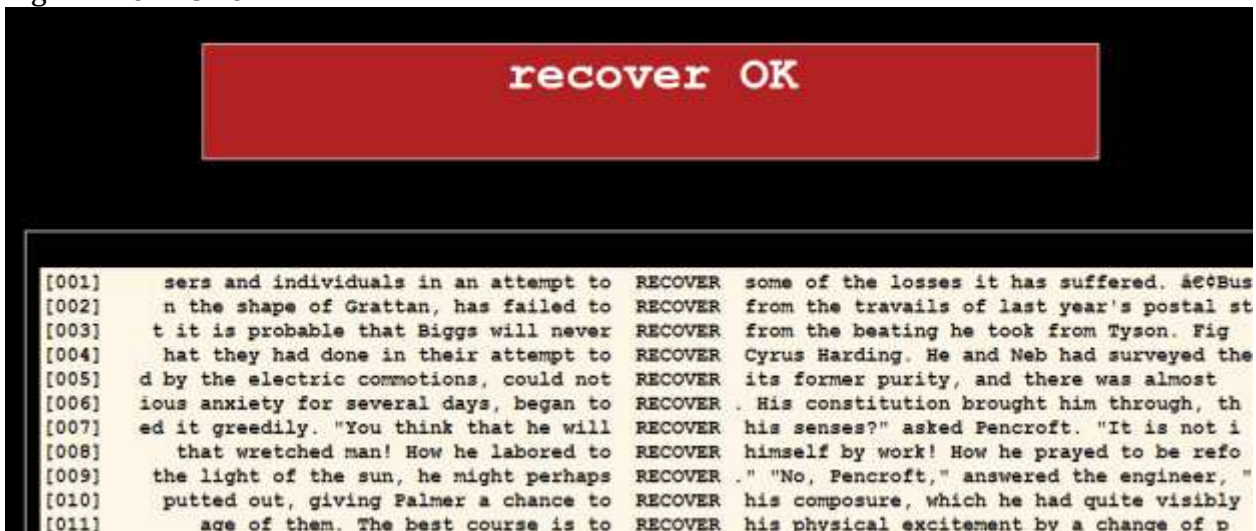 recover OK
[001] sers and individuals in an attempt to RECOVER some of the losses it has suffered. â€¢Bus
[002] n the shape of Grattan, has failed to RECOVER from the travails of last year's postal st
[003] t it is probable that Biggs will never RECOVER from the beating he took from Tyson. Fig
[004] hat they had done in their attempt to RECOVER Cyrus Harding. He and Neb had surveyed the
[005] d by the electric commotions, could not RECOVER its former purity, and there was almost
[006] ious anxiety for several days, began to RECOVER . His constitution brought him through, th
[007] ed it greedily. "You think that he will RECOVER his senses?" asked Pencroft. "It is not i
[008] that wretched man! How he labored to RECOVER himself by work! How he prayed to be refo
[009] the light of the sun, he might perhaps RECOVER ." "No, Pencroft," answered the engineer, "
[010] putted out, giving Palmer a chance to RECOVER his composure, which he had quite visibly
[011] age of them. The best course is to RECOVER his physical excitement by a change of p